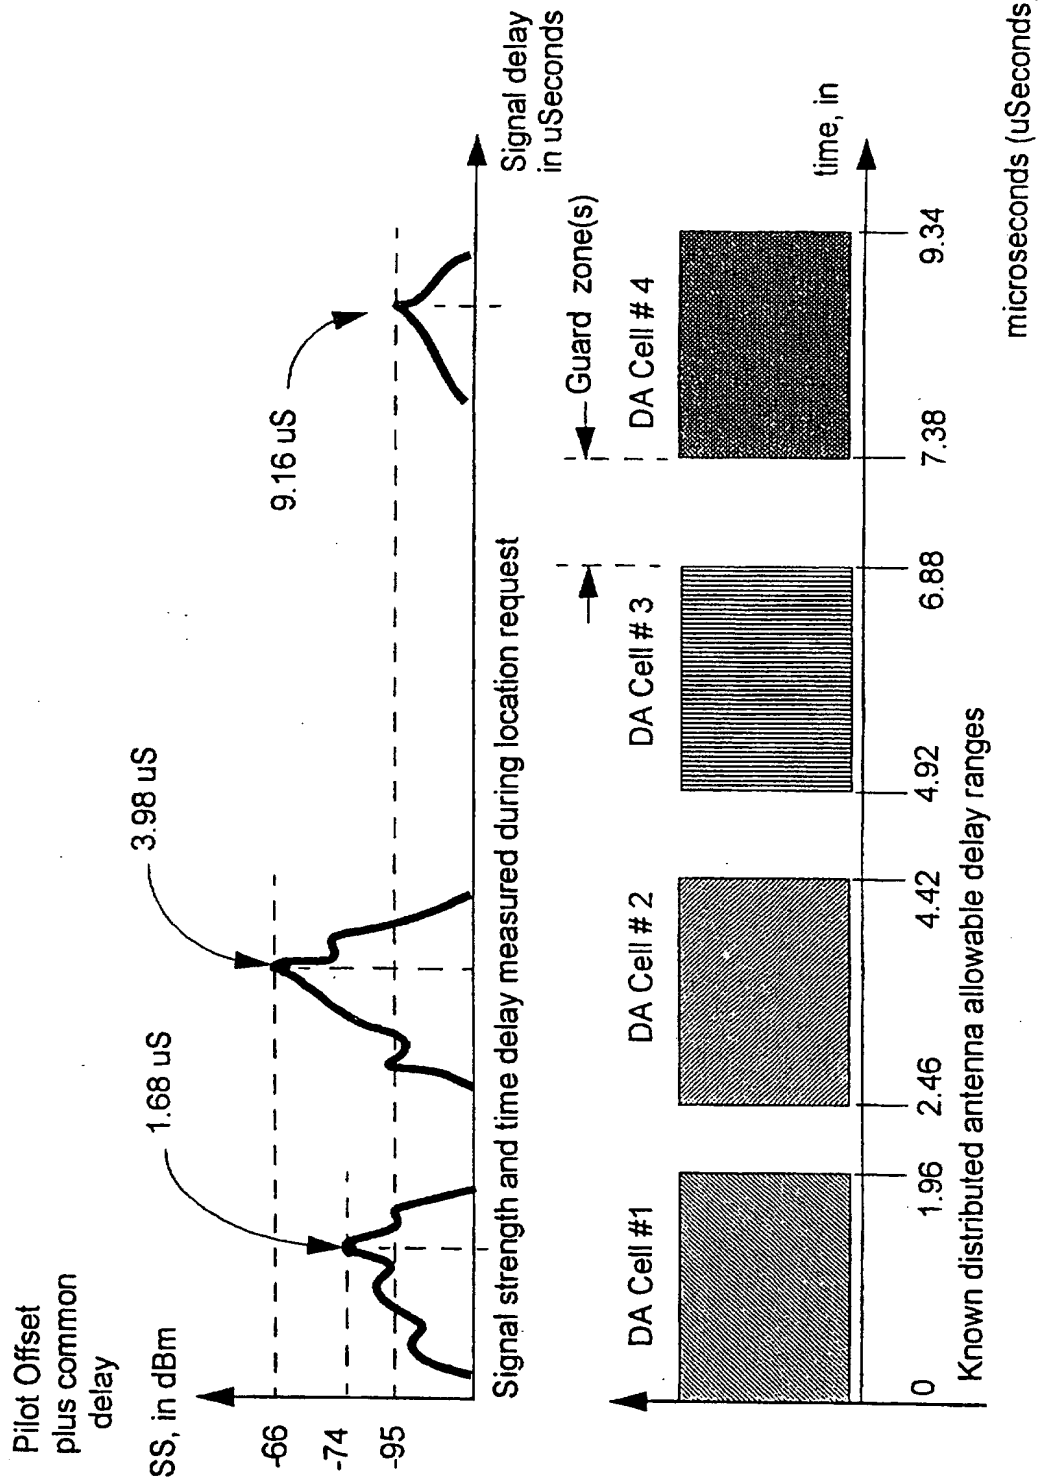 Pilot Offset
plus common
delay
SS, in dBm
-66
-74
-95
1.68 uS
3.98 uS
9.16 uS
Signal delay
in uSeconds
Signal strength and time delay measured during location request
Guard zone(s)
DA Cell #1
DA Cell # 2
DA Cell # 3
DA Cell # 4
time, in
0
1.96
2.46
4.42
4.92
6.88
7.38
9.34
Known distributed antenna allowable delay ranges
microseconds (uSeconds